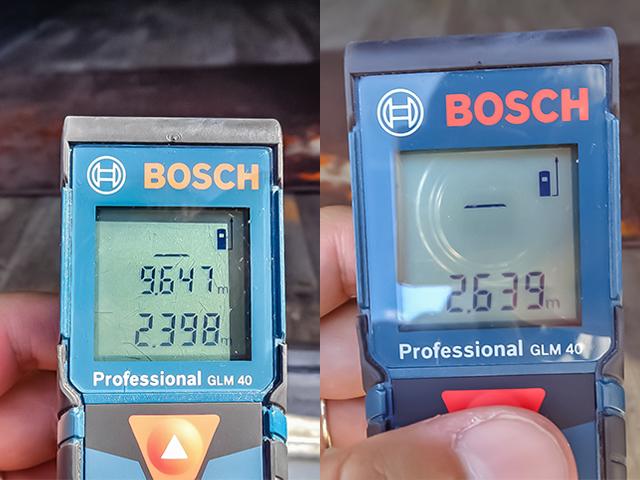 BOSCH
9.647m
2.398m
Professional GLM 40
BOSCH
2.639m
Professional GLM 40